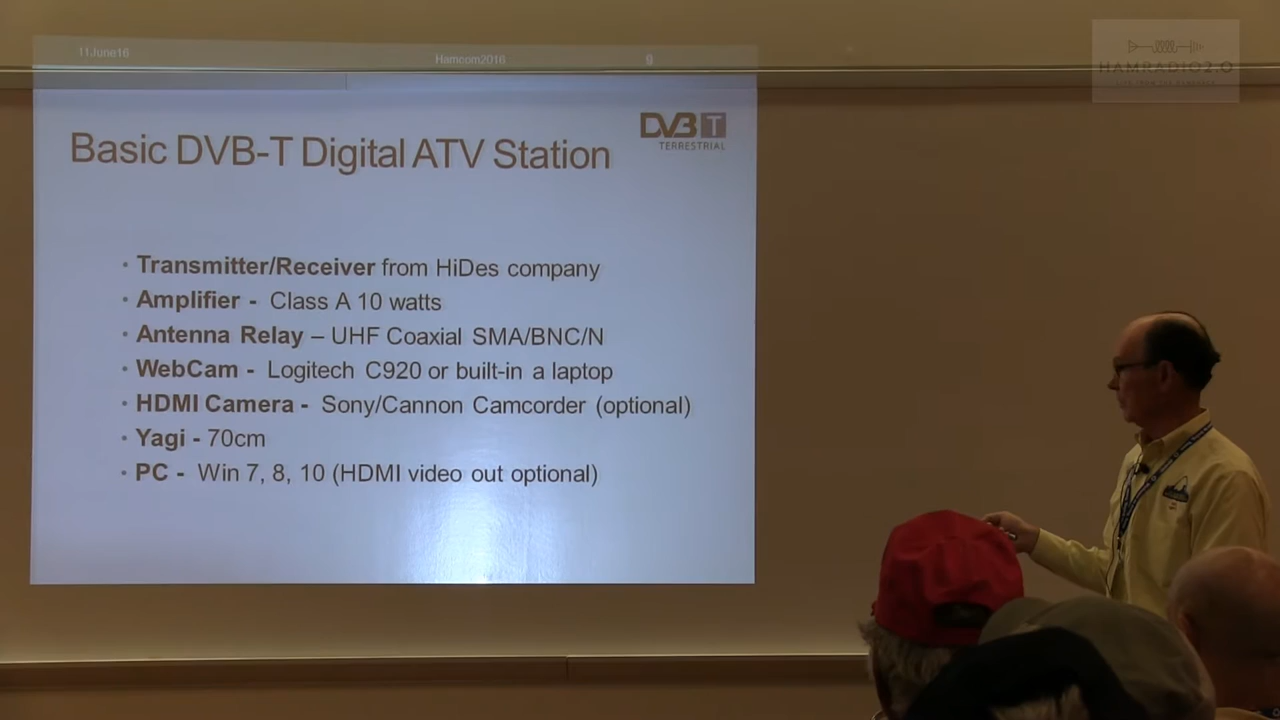 11June16 Hamcom2016 9
HAMRADIO2.0
Basic DVB-T Digital ATV Station
DVB T
TERRESTRIAL
• Transmitter/Receiver from HiDes company
• Amplifier - Class A 10 watts
• Antenna Relay – UHF Coaxial SMA/BNC/N
• WebCam - Logitech C920 or built-in a laptop
• HDMI Camera - Sony/Cannon Camcorder (optional)
• Yagi - 70cm
• PC - Win 7, 8, 10 (HDMI video out optional)